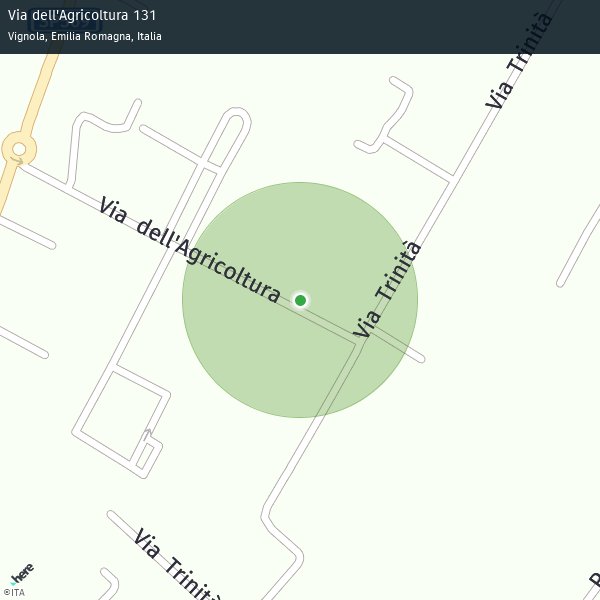 Via dell'Agricoltura 131
Vignola, Emilia Romagna, Italia
Via Trinità
Via dell'Agricoltura
Via Trinità
Via Trinità
here
©ITA